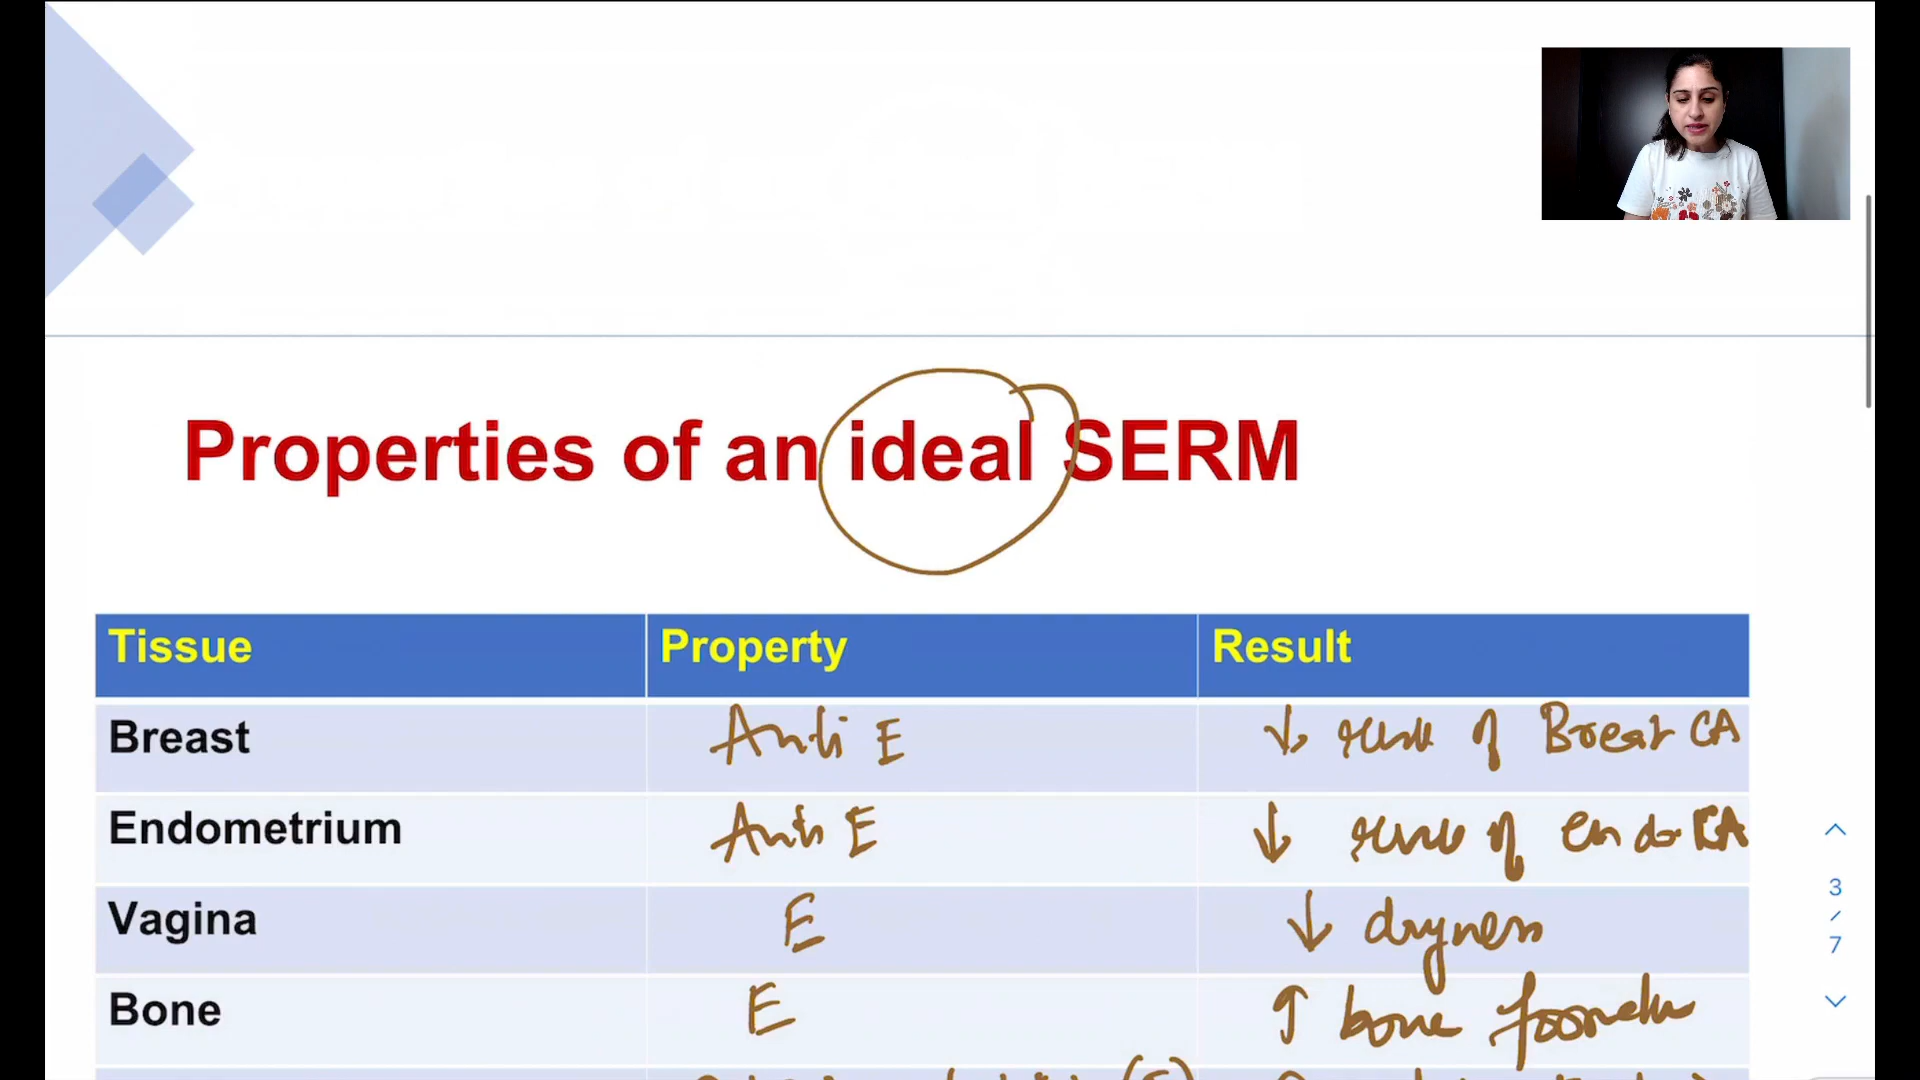 Properties of an ideal SERM
Tissue Property Result
Breast Anti E ↓ risk of Breast CA
Endometrium Anti E ↓ risk of endo CA
Vagina E ↓ dryness
Bone E ↑ bone
3
/
7